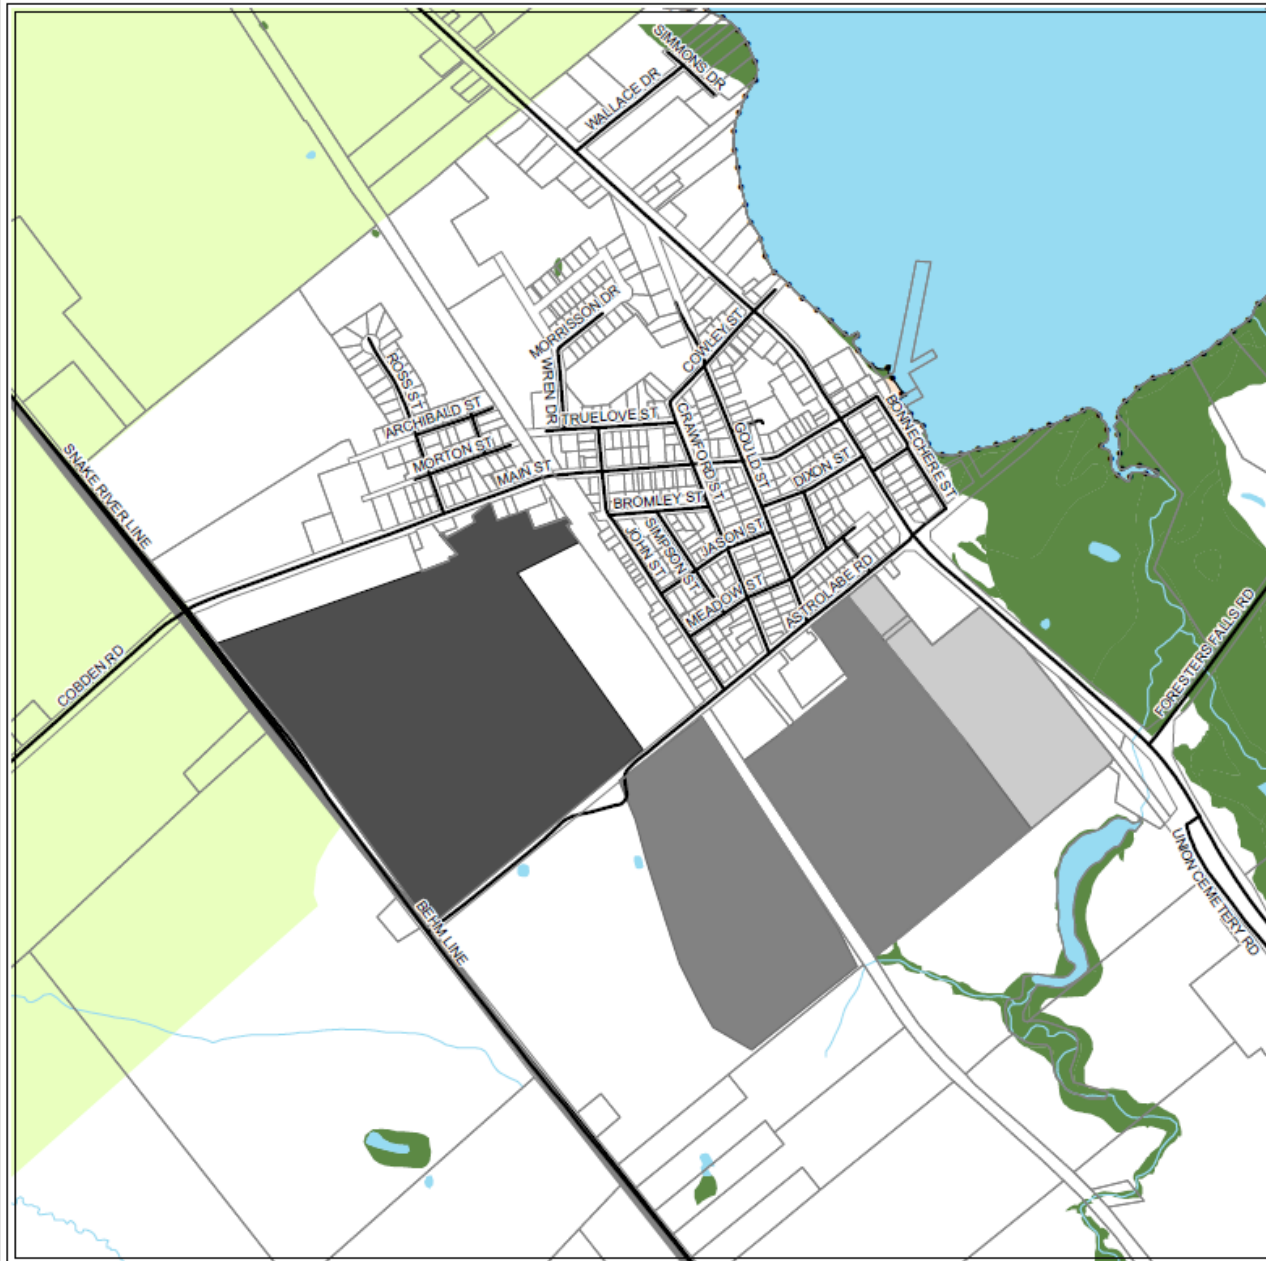 SIMMONS DR
WALLACE DR
MORRISSON DR
COWLEY ST
ROSS ST
WREN DR
ARCHIBALD ST
TRUELOVE ST
CRAWFORD ST
GOULD ST
BONNECHERE ST
MORTON ST
MAIN ST
DIXON ST
SNAKE RIVER LINE
BROMLEY ST
JOHN ST
SIMPSON ST
JASON ST
MEADOW ST
ASTROLABE RD
COBDEN RD
FORESTERS FALLS RD
UNION CEMETERY RD
BEHM LINE